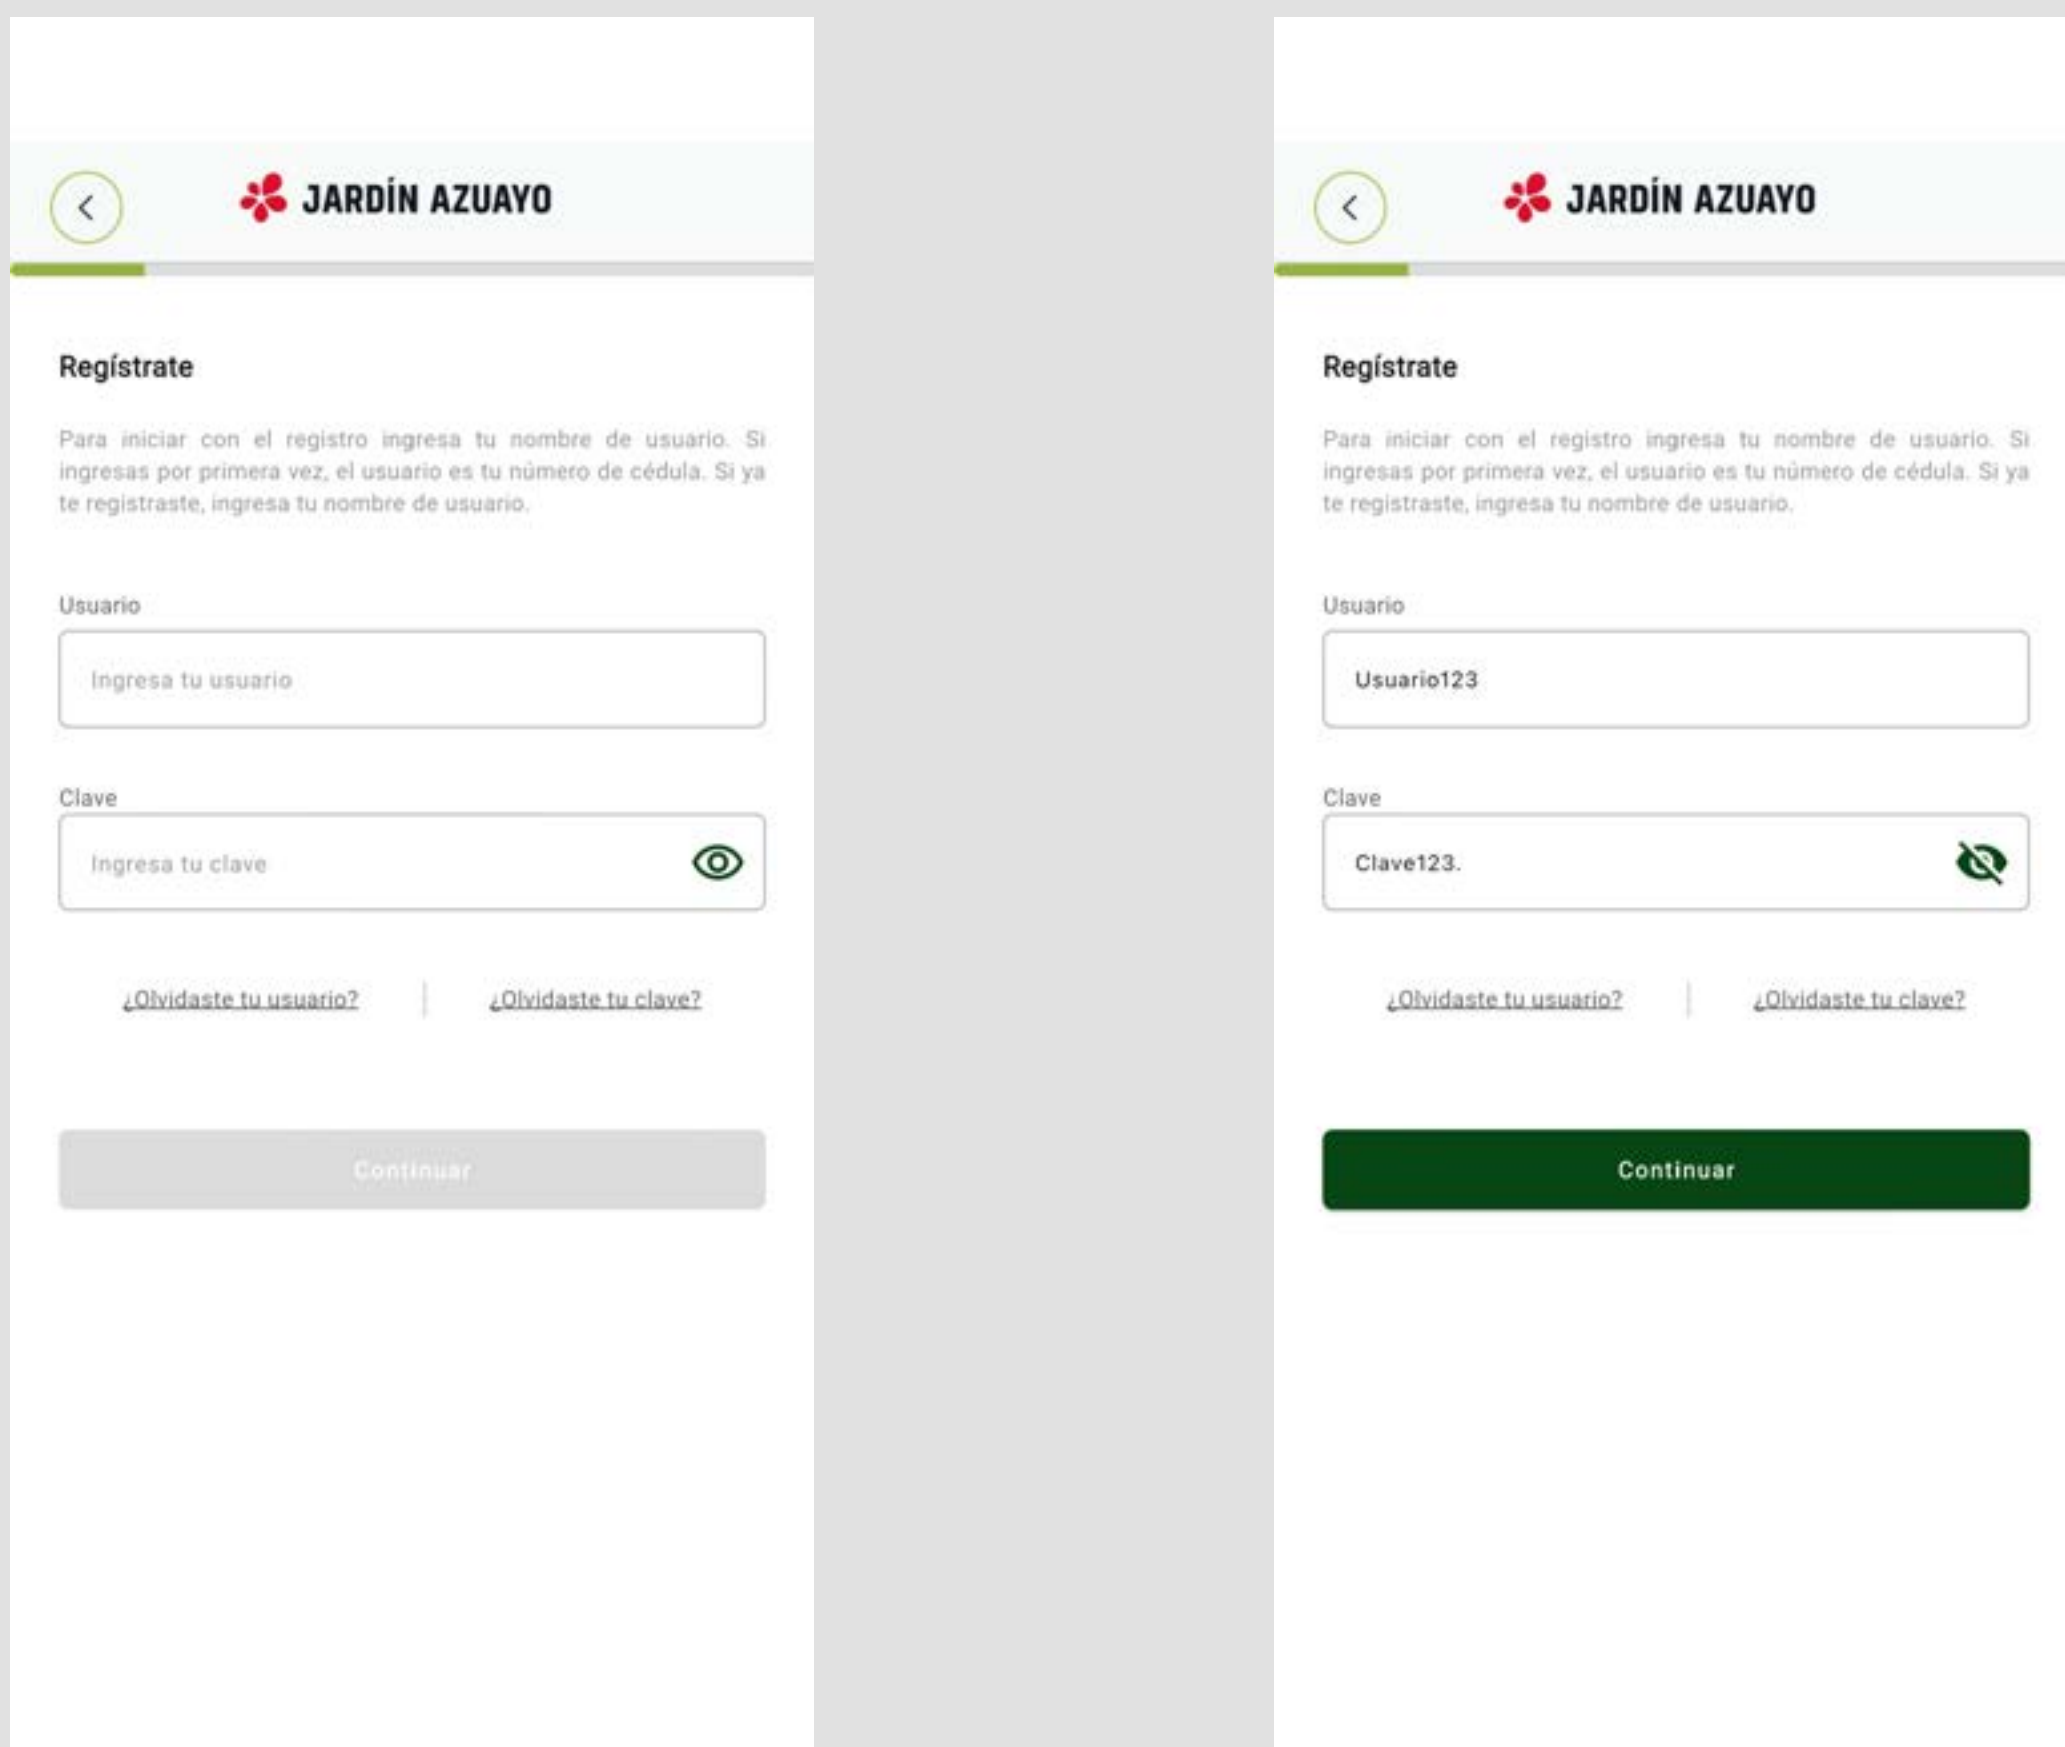 JARDÍN AZUAYO
Regístrate
Para iniciar con el registro ingresa tu nombre de usuario. Si
ingresas por primera vez, el usuario es tu número de cédula. Si ya
te registraste, ingresa tu nombre de usuario.
Usuario
Ingresa tu usuario
Clave
Ingresa tu clave
¿Olvidaste tu usuario?
¿Olvidaste tu clave?
Continuar
JARDÍN AZUAYO
Regístrate
Para iniciar con el registro ingresa tu nombre de usuario. Si
ingresas por primera vez, el usuario es tu número de cédula. Si ya
te registraste, ingresa tu nombre de usuario.
Usuario
Usuario123
Clave
Clave123.
¿Olvidaste tu usuario?
¿Olvidaste tu clave?
Continuar